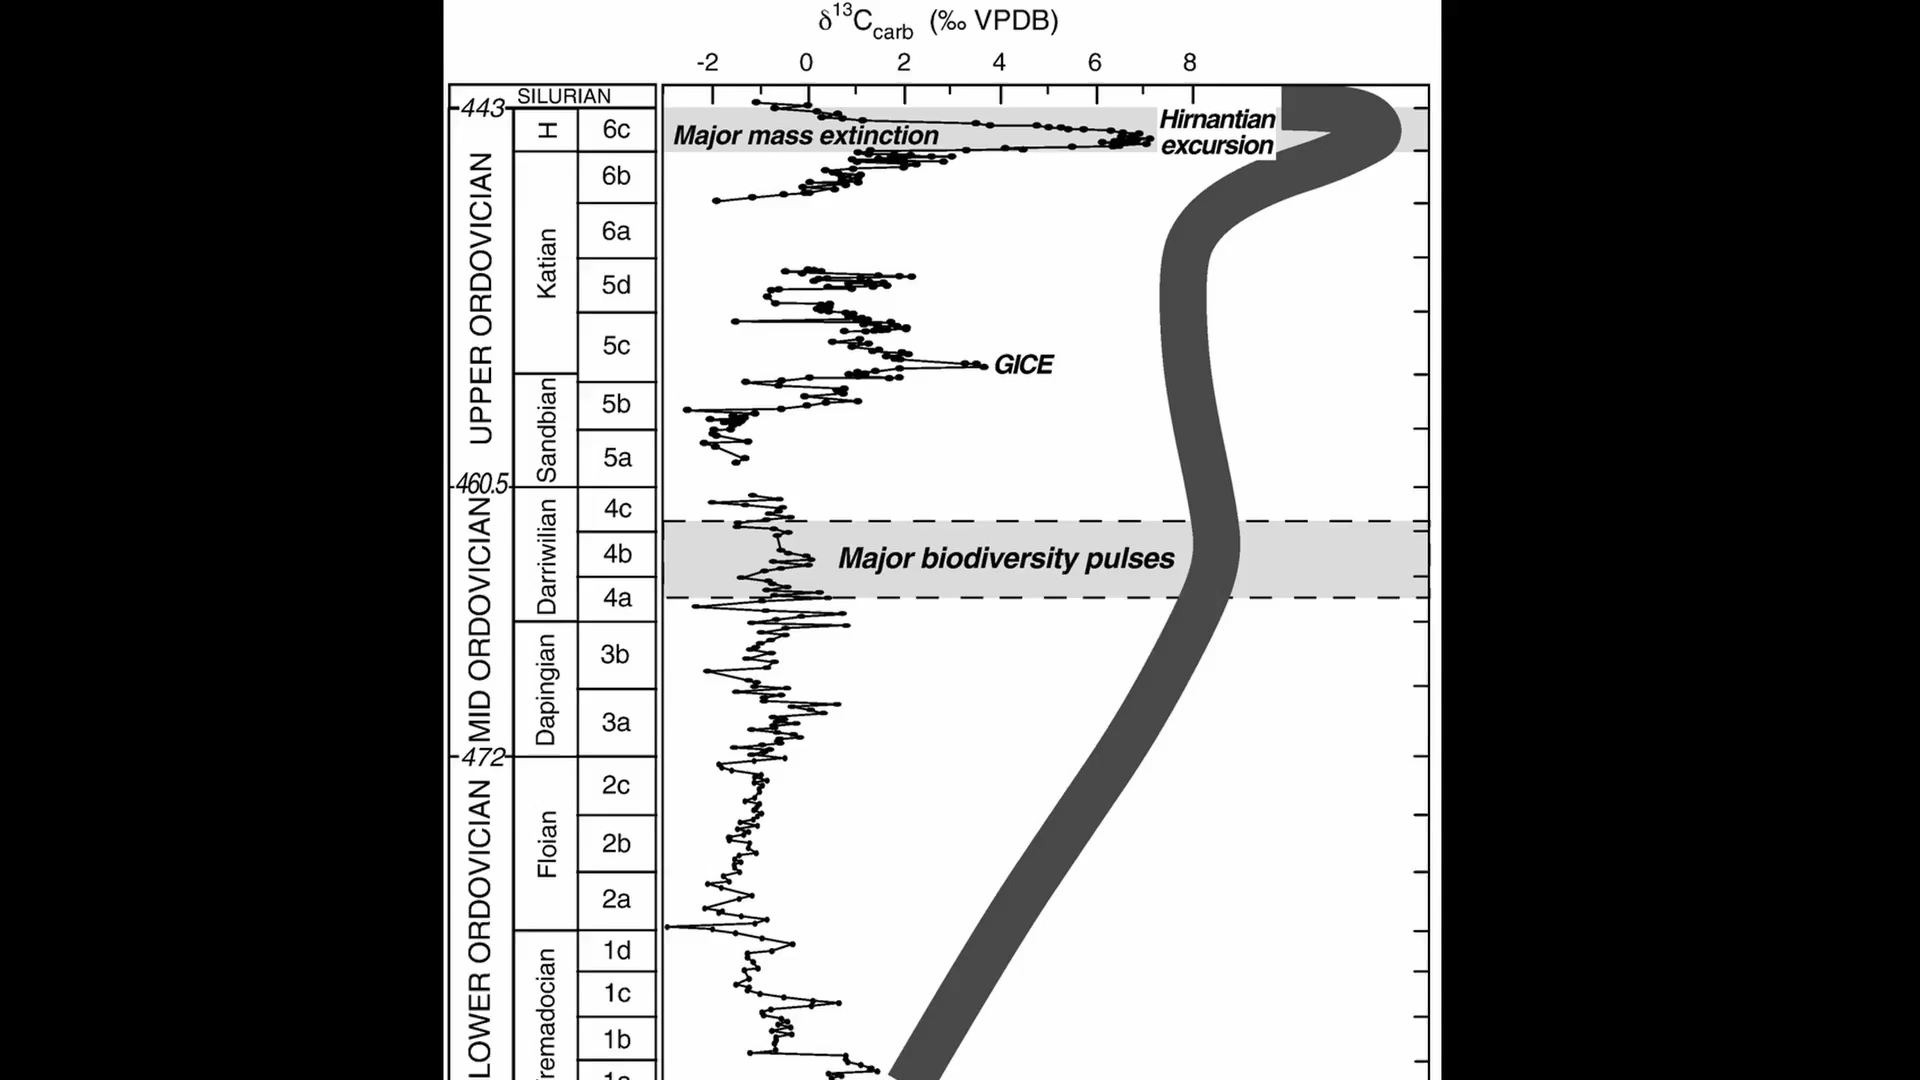 δ13Ccarb (‰ VPDB)
-2 0 2 4 6 8
SILURIAN
443
H
6c
Major mass extinction
Hirnantian
excursion
UPPER ORDOVICIAN
Katian
6b
6a
5d
5c
GICE
Sandbian
5b
5a
460.5
MID ORDOVICIAN
Darriwilian
4c
4b
Major biodiversity pulses
4a
Dapingian
3b
3a
472
LOWER ORDOVICIAN
Floian
2c
2b
2a
remadocian
1d
1c
1b